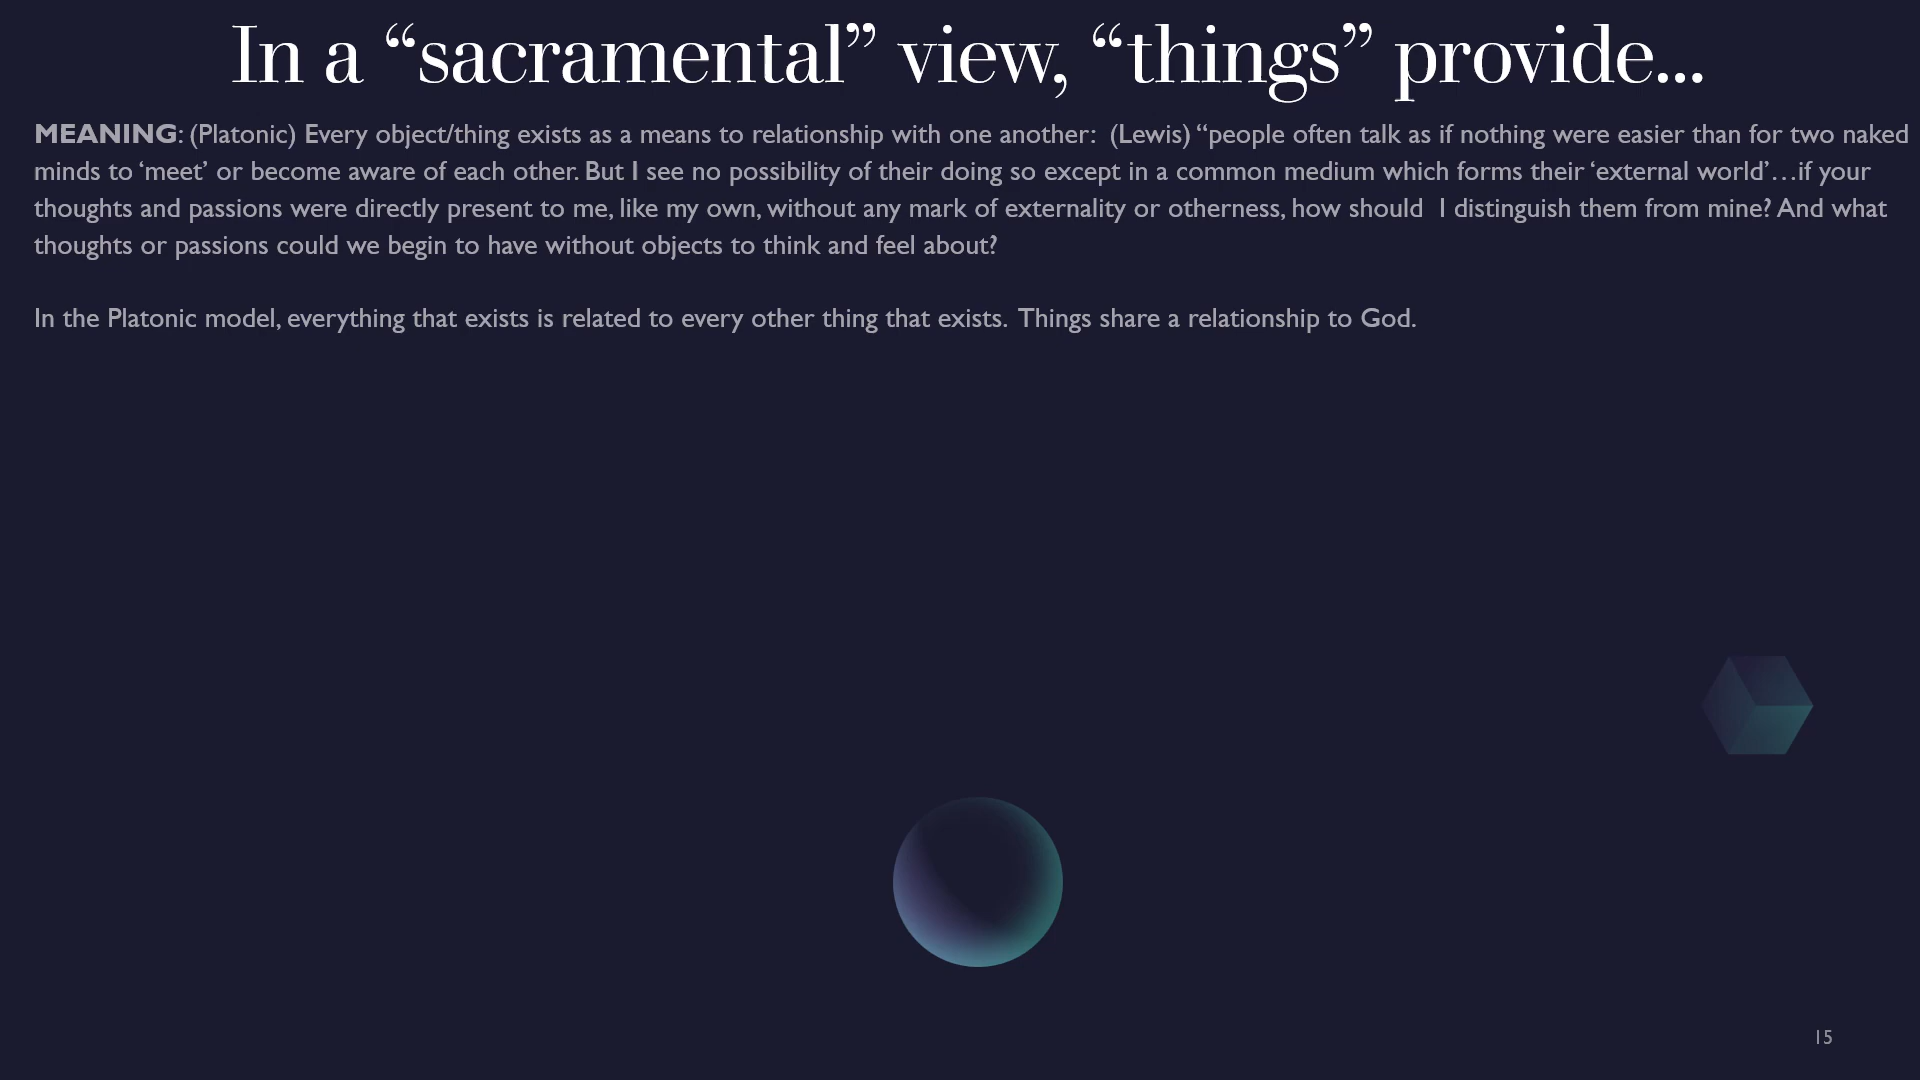 In a “sacramental” view, “things” provide...
MEANING: (Platonic) Every object/thing exists as a means to relationship with one another:  (Lewis) “people often talk as if nothing were easier than for two naked
minds to ‘meet’ or become aware of each other. But I see no possibility of their doing so except in a common medium which forms their ‘external world’…if your
thoughts and passions were directly present to me, like my own, without any mark of externality or otherness, how should  I distinguish them from mine? And what
thoughts or passions could we begin to have without objects to think and feel about?
In the Platonic model, everything that exists is related to every other thing that exists.  Things share a relationship to God.
15